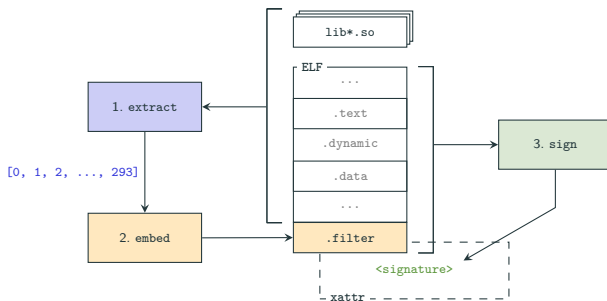 lib*.so
ELF
...
1. extract
.text
.dynamic
3. sign
[0, 1, 2, ..., 293]
.data
...
2. embed
.filter
<signature>
xattr